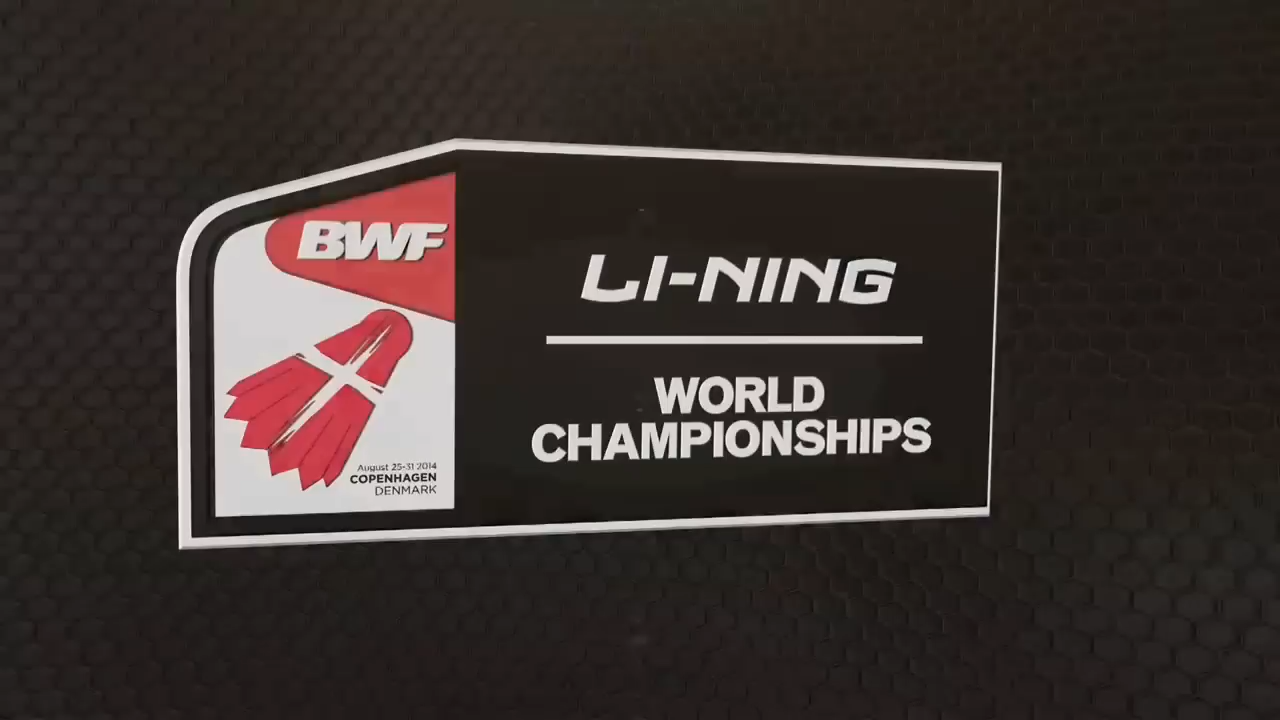 BWF
August 25-31 2014
COPENHAGEN
DENMARK
LI-NING
WORLD
CHAMPIONSHIPS